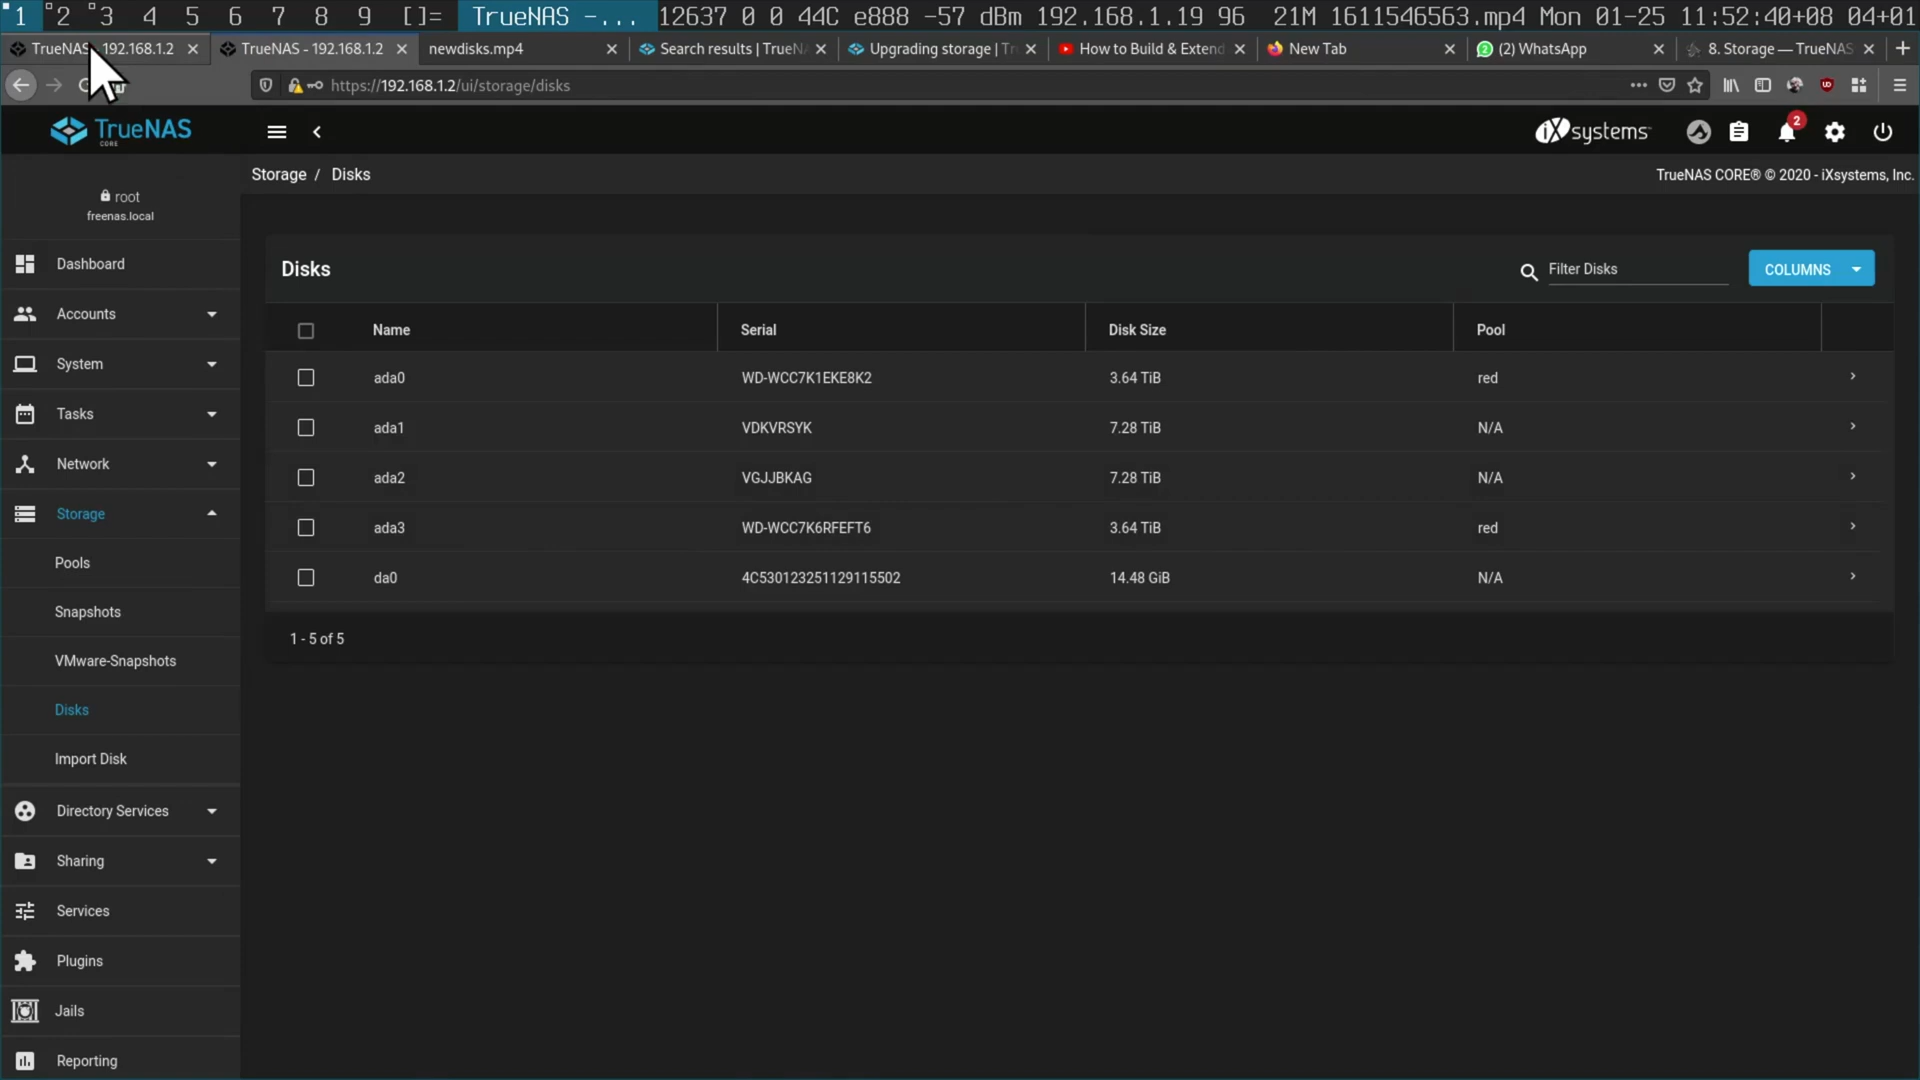 1 2 3 4 5 6 7 8 9 []= TrueNAS -... 12637 0 0 44C e888 -57 dBm 192.168.1.19 96 21M 1611546563.mp4 Mon 01-25 11:52:40+08 04+01
TrueNAS - 192.168.1.2 TrueNAS - 192.168.1.2 newdisks.mp4 Search results | TrueNA Upgrading storage | Tr How to Build & Extend New Tab (2) WhatsApp 8. Storage — TrueNAS
https://192.168.1.2/ui/storage/disks
TrueNAS
CORE
iXsystems
2
Storage / Disks
TrueNAS CORE® © 2020 - iXsystems, Inc.
root
freenas.local
Dashboard
Accounts
System
Tasks
Network
Storage
Pools
Snapshots
VMware-Snapshots
Disks
Import Disk
Directory Services
Sharing
Services
Plugins
Jails
Reporting
Disks
Filter Disks
COLUMNS
Name Serial Disk Size Pool
ada0 WD-WCC7K1EKE8K2 3.64 TiB red
ada1 VDKVRSYK 7.28 TiB N/A
ada2 VGJJBKAG 7.28 TiB N/A
ada3 WD-WCC7K6RFEFT6 3.64 TiB red
da0 4C530123251129115502 14.48 GiB N/A
1 - 5 of 5